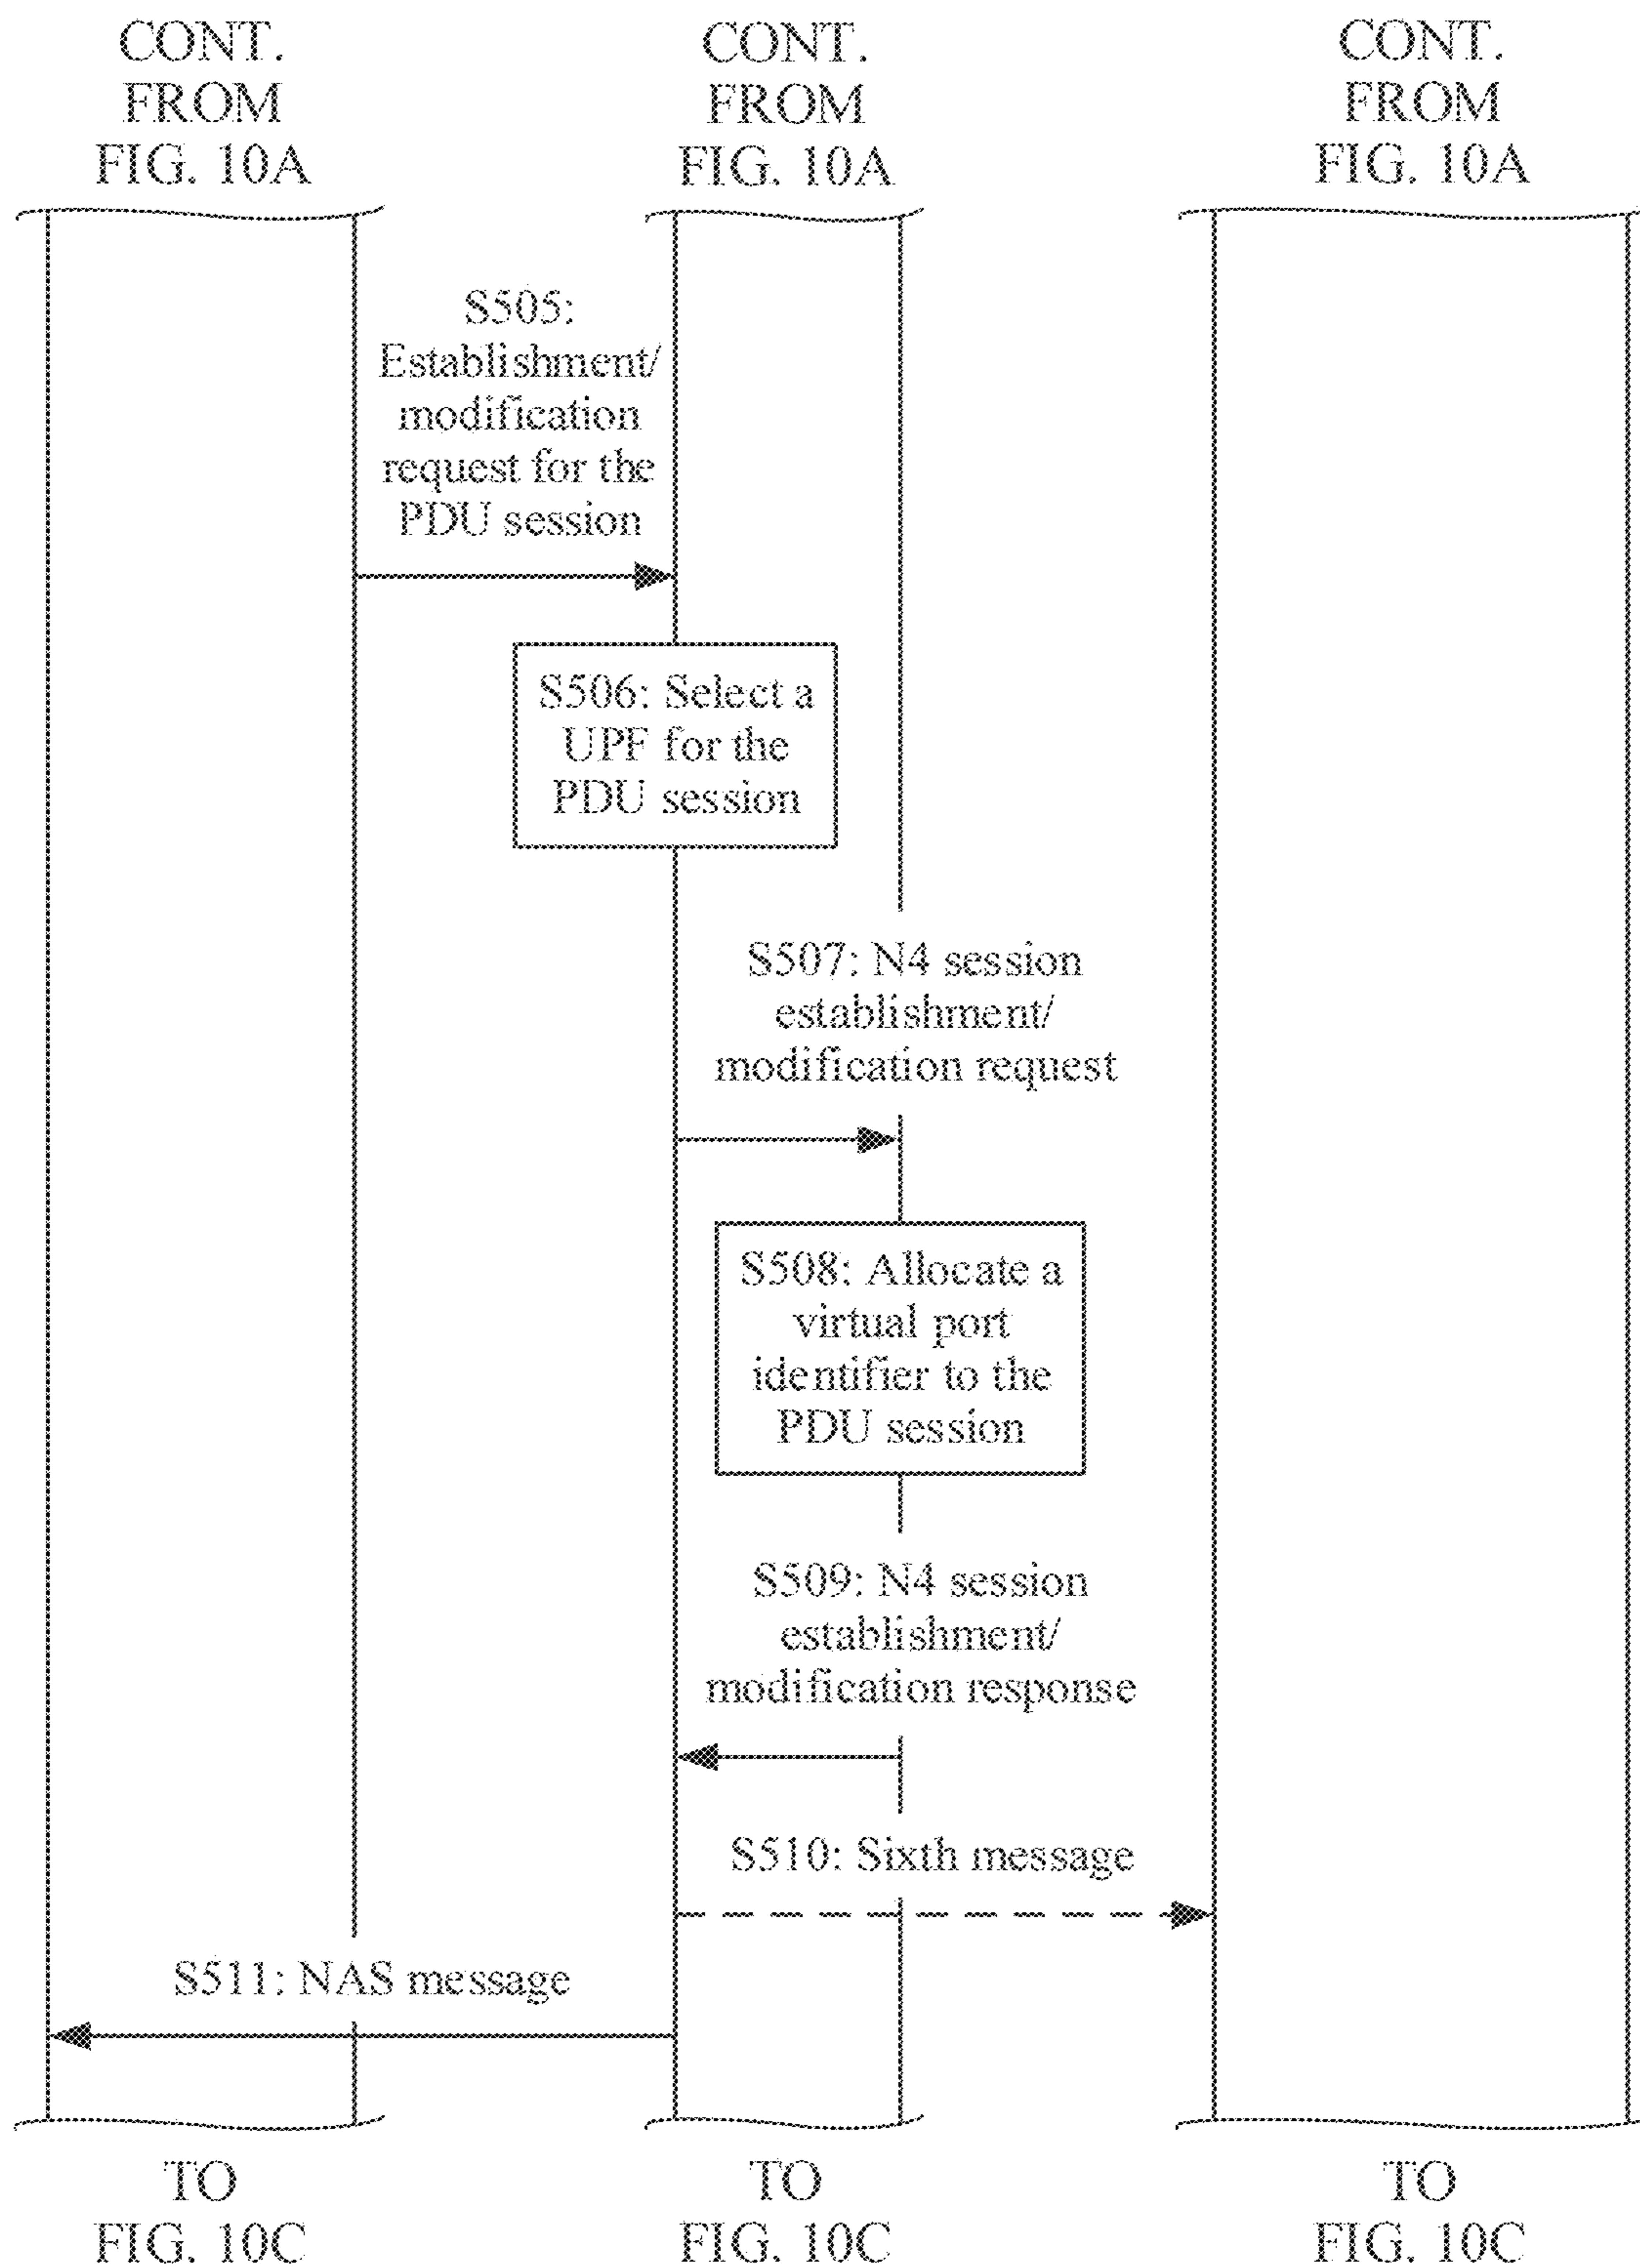 CONT.
FROM
FIG. 10A
CONT.
FROM
FIG. 10A
CONT.
FROM
FIG. 10A
S505:
Establishment/
modification
request for the
PDU session
S506: Select a
UPF for the
PDU session
S507: N4 session
establishment/
modification request
S508: Allocate a
virtual port
identifier to the
PDU session
S509: N4 session
establishment/
modification response
S510: Sixth message
S511: NAS message
TO
FIG. 10C
TO
FIG. 10C
TO
FIG. 10C